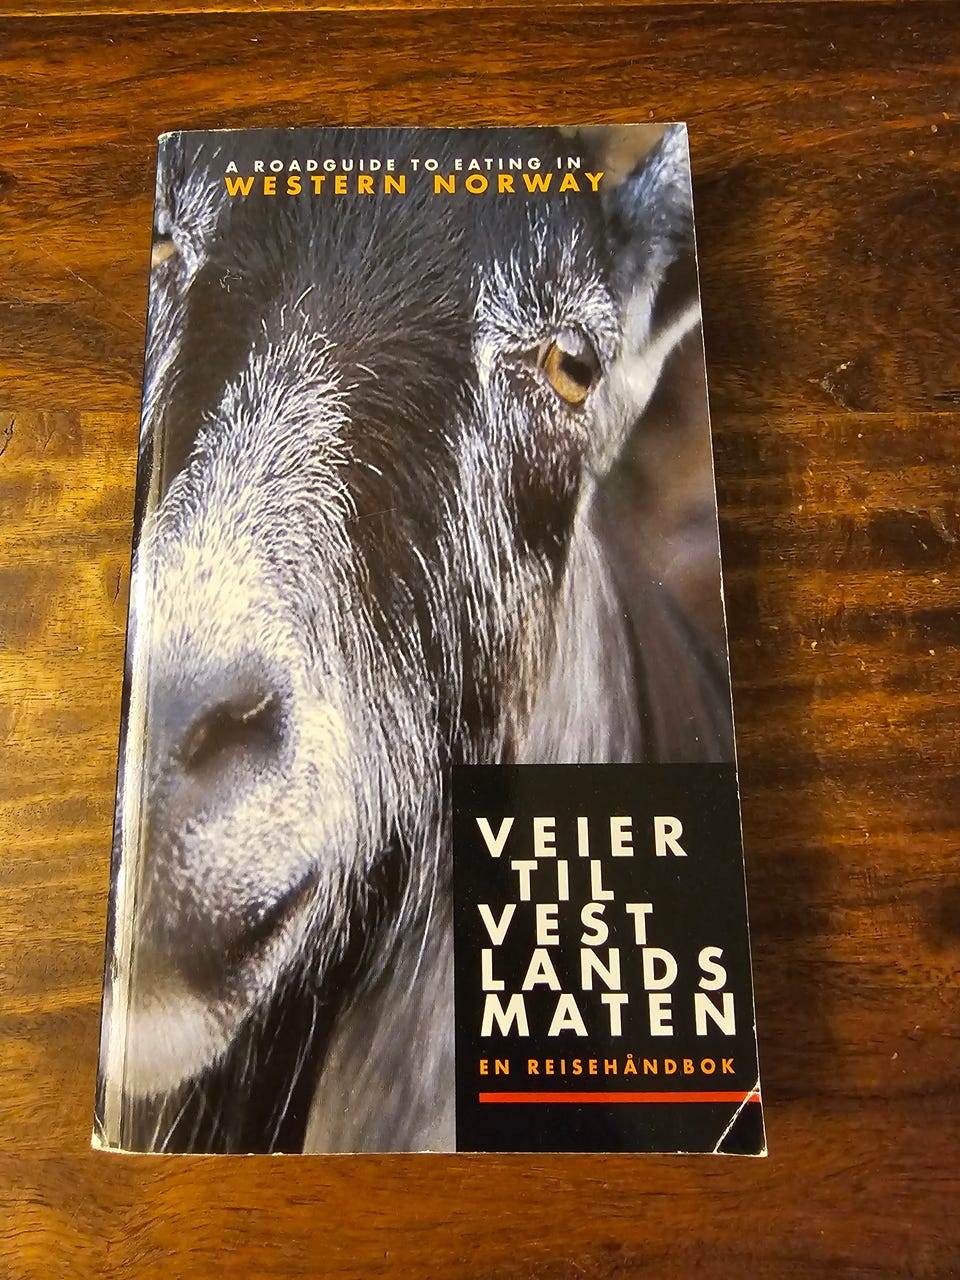 A ROADGUIDE TO EATING IN
WESTERN NORWAY
VEIER
TIL
VEST
LANDS
MATEN
EN REISEHÅNDBOK